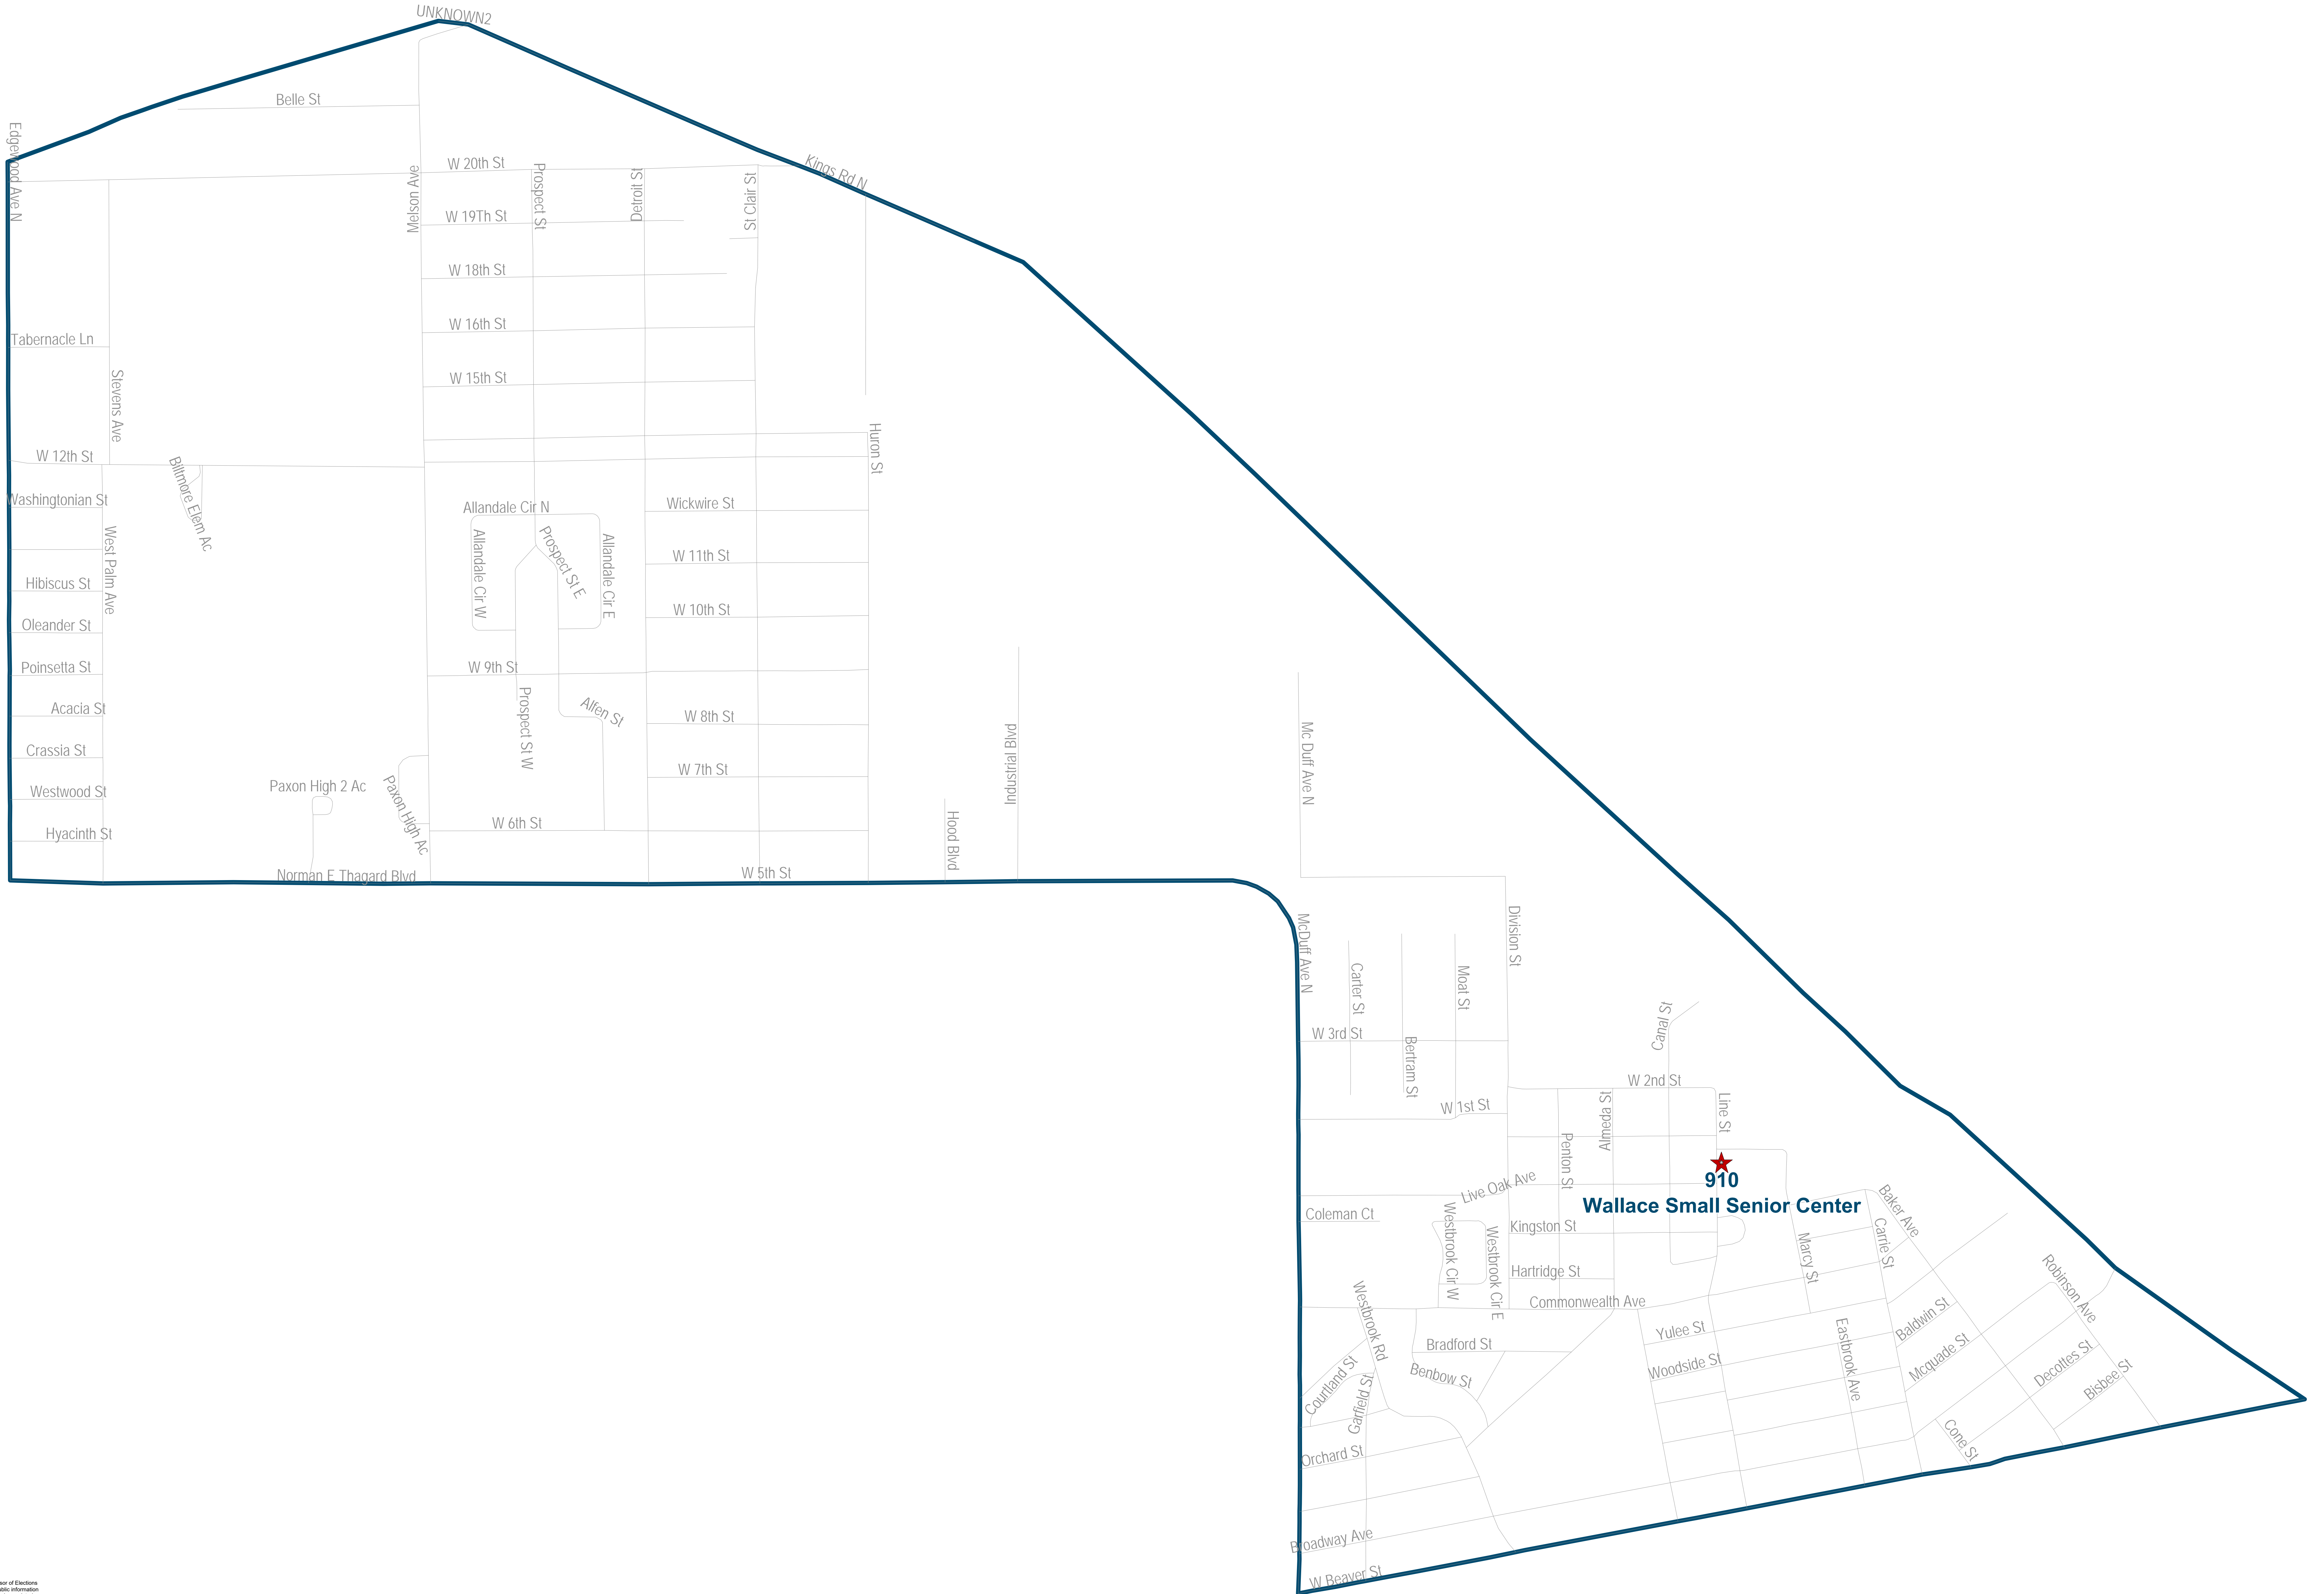 UNKNOWN2
Belle St
Edgewood Ave N
Kings Rd N
W 20th St
Melson Ave
Prospect St
Detroit St
St Clair St
W 19Th St
W 18th St
W 16th St
Tabernacle Ln
Stevens Ave
W 15th St
Huron St
W 12th St
Biltmore Elem Ac
Washingtonian St
Allandale Cir N
Wickwire St
West Palm Ave
Allandale Cir W
Prospect St E
Allandale Cir E
W 11th St
Hibiscus St
W 10th St
Oleander St
Poinsetta St
W 9th St
Acacia St
Prospect St W
Alfen St
W 8th St
Industrial Blvd
Mc Duff Ave N
Crassia St
W 7th St
Westwood St
Paxon High 2 Ac
Paxon High Ac
Hyacinth St
W 6th St
Hood Blvd
Norman E Thagard Blvd
W 5th St
McDuff Ave N
Division St
Carter St
Moat St
Canal St
W 3rd St
Bertram St
W 2nd St
W 1st St
Almeda St
Line St
Penton St
910
Wallace Small Senior Center
Live Oak Ave
Coleman Ct
Westbrook Cir W
Westbrook Cir E
Kingston St
Baker Ave
Carrie St
Marcy St
Hartridge St
Robinson Ave
Commonwealth Ave
Westbrook Rd
Yulee St
Baldwin St
Bradford St
Eastbrook Ave
Mcquade St
Woodside St
Decottes St
Benbow St
Courtland St
Garfield St
Bisbee St
Cone St
Orchard St
Broadway Ave
W Beaver St
of Elections
information